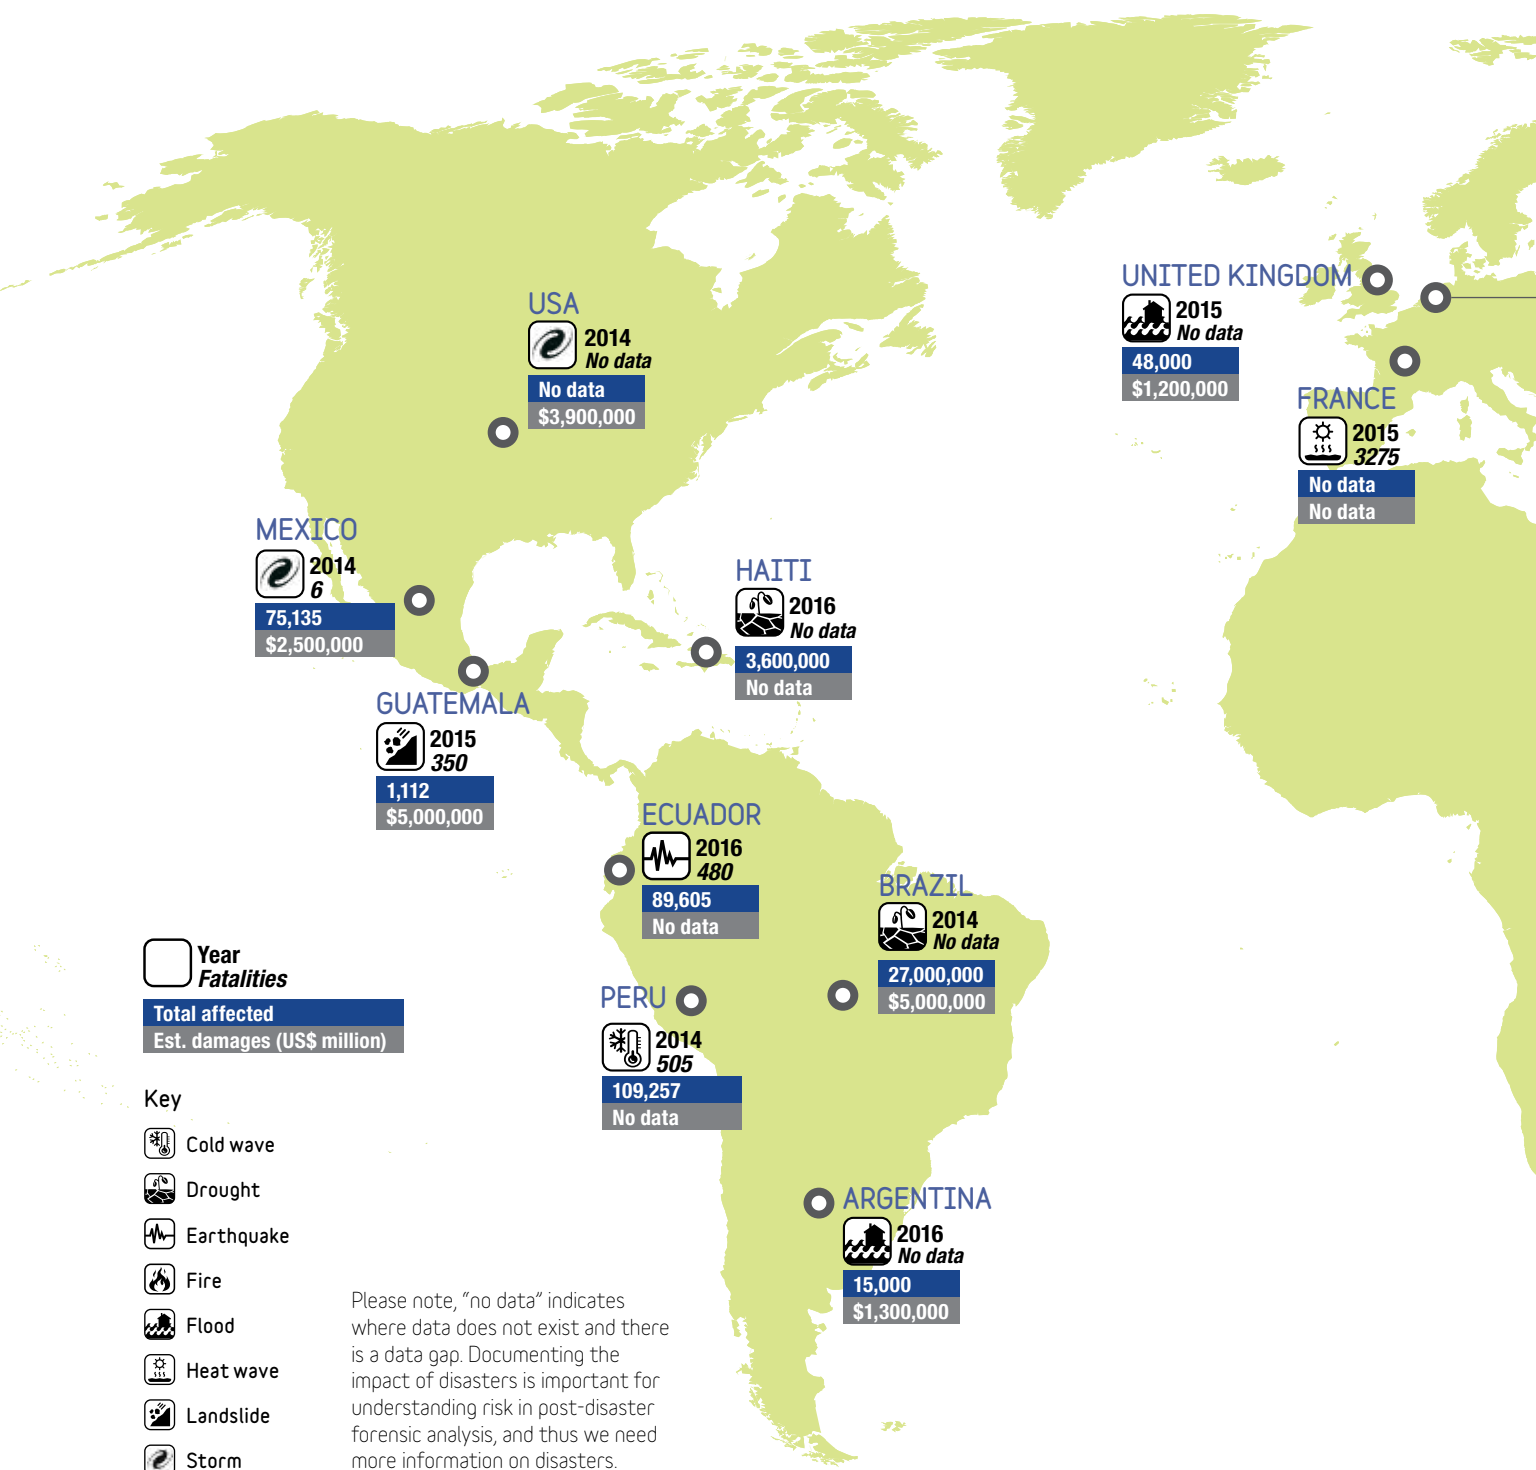 USA
2014
No data
No data
$3,900,000
UNITED KINGDOM
2015
No data
48,000
$1,200,000
FRANCE
2015
3275
No data
No data
MEXICO
2014
6
75,135
$2,500,000
HAITI
2016
No data
3,600,000
No data
GUATEMALA
2015
350
1,112
$5,000,000
ECUADOR
2016
480
89,605
No data
BRAZIL
2014
No data
27,000,000
$5,000,000
PERU
2014
505
109,257
No data
ARGENTINA
2016
No data
15,000
$1,300,000
Year
Fatalities
Total affected
Est. damages (US$ million)
Key
Cold wave
Drought
Earthquake
Fire
Flood
Heat wave
Landslide
Storm
Please note, "no data" indicates
where data does not exist and there
is a data gap. Documenting the
impact of disasters is important for
understanding risk in post-disaster
forensic analysis, and thus we need
more information on disasters.